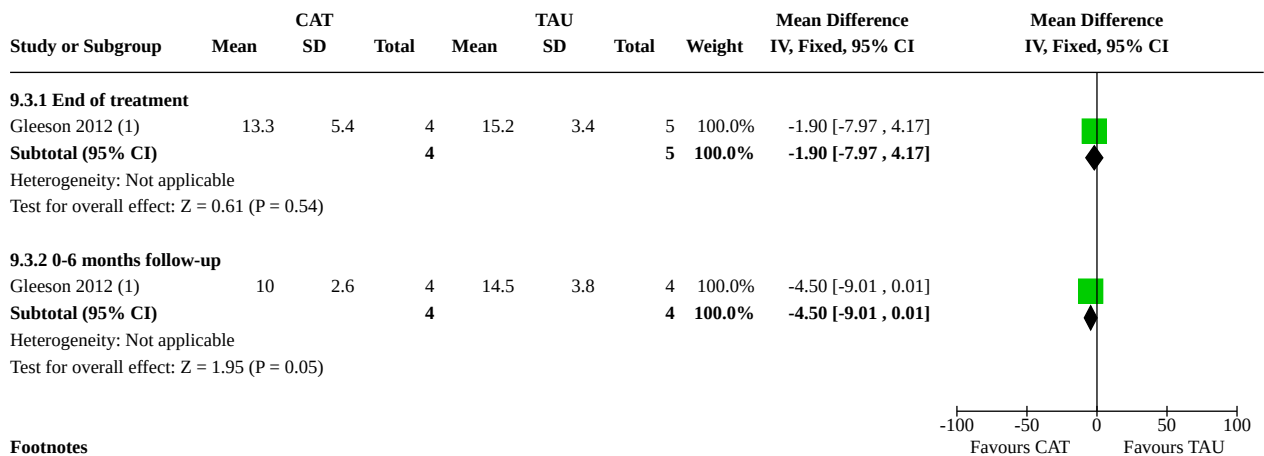 CAT TAU Mean Difference Mean Difference
Study or Subgroup Mean SD Total Mean SD Total Weight IV, Fixed, 95% CI IV, Fixed, 95% CI
9.3.1 End of treatment
Gleeson 2012 (1) 13.3 5.4 4 15.2 3.4 5 100.0% -1.90 [-7.97 , 4.17]
Subtotal (95% CI) 4 5 100.0% -1.90 [-7.97 , 4.17]
Heterogeneity: Not applicable
Test for overall effect: Z = 0.61 (P = 0.54)
9.3.2 0-6 months follow-up
Gleeson 2012 (1) 10 2.6 4 14.5 3.8 4 100.0% -4.50 [-9.01 , 0.01]
Subtotal (95% CI) 4 4 100.0% -4.50 [-9.01 , 0.01]
Heterogeneity: Not applicable
Test for overall effect: Z = 1.95 (P = 0.05)
-100 -50 0 50 100
Footnotes Favours CAT Favours TAU